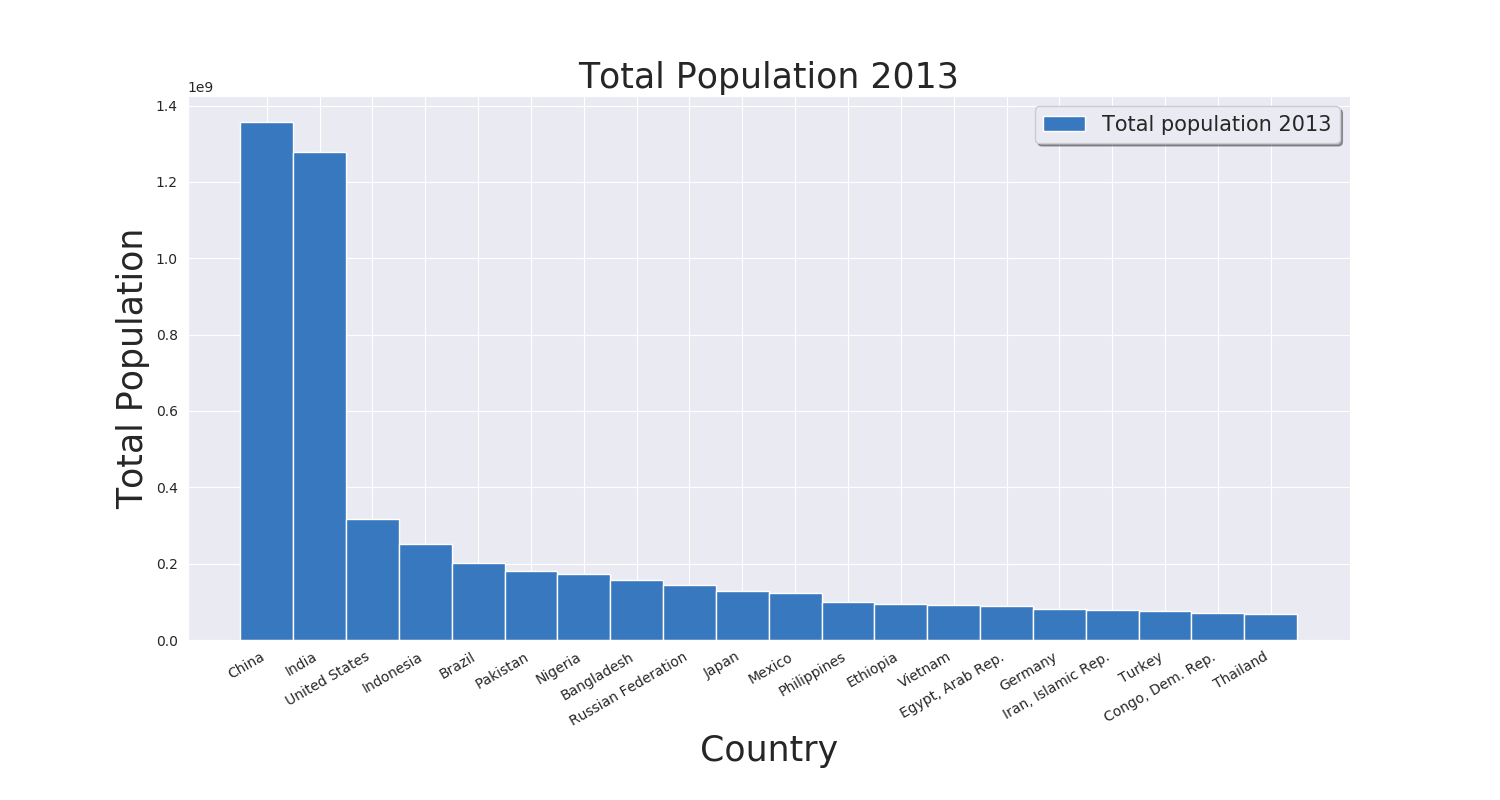 Total Population 2013
1e9
Total population 2013
1.4
1.2
1.0
0.8
0.6
0.4
0.2
0.0
Total Population
China
India
United States
Indonesia
Brazil
Pakistan
Nigeria
Bangladesh
Russian Federation
Japan
Mexico
Philippines
Ethiopia
Vietnam
Egypt, Arab Rep.
Germany
Iran, Islamic Rep.
Turkey
Congo, Dem. Rep.
Thailand
Country